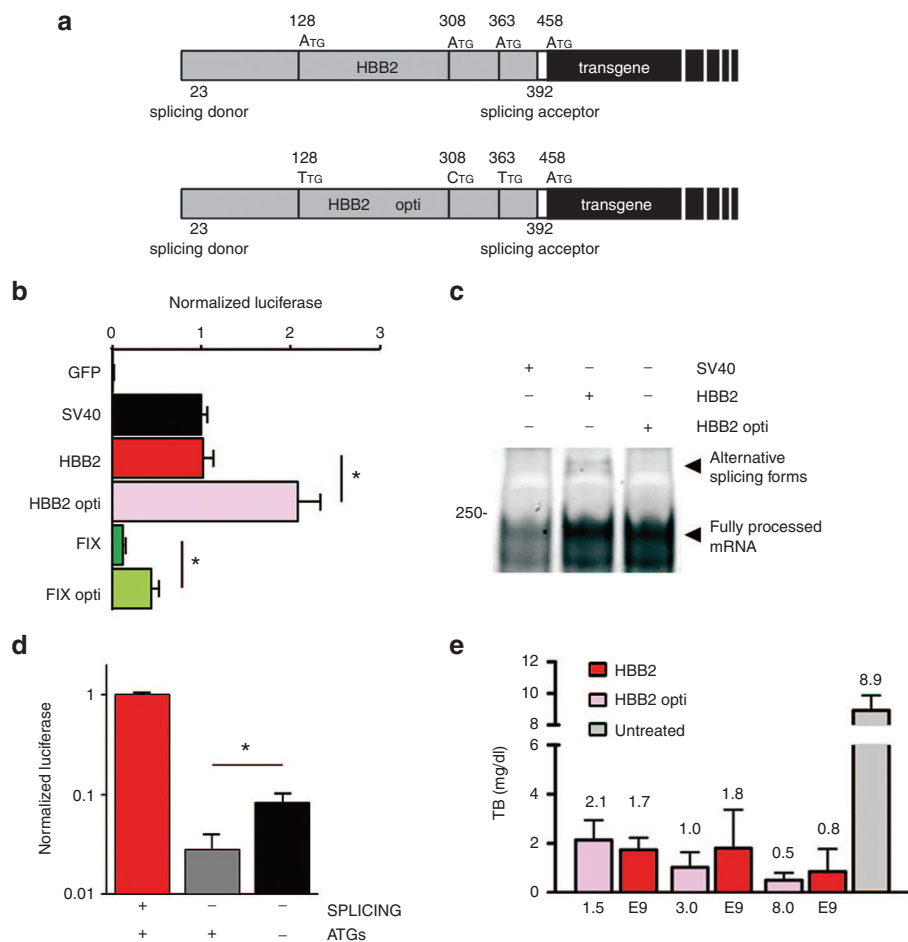 a
128 308 363 458
ATG ATG ATG ATG
HBB2 transgene
23 392
splicing donor splicing acceptor
128 308 363 458
TTG CTG TTG ATG
HBB2 opti transgene
23 392
splicing donor splicing acceptor
b
Normalized luciferase
0 1 2 3
GFP
SV40
HBB2
*
HBB2 opti
FIX
*
FIX opti
c
+ – – SV40
– + – HBB2
– – + HBB2 opti
Alternative
splicing forms
250-
Fully processed
mRNA
d
Normalized luciferase
1
0.1
0.01
*
+ – – SPLICING
+ + – ATGs
e
TB (mg/dl)
12
10
8
6
4
2
0
HBB2
HBB2 opti
Untreated
2.1 1.7 1.0 1.8 0.5 0.8 8.9
1.5 E9 3.0 E9 8.0 E9